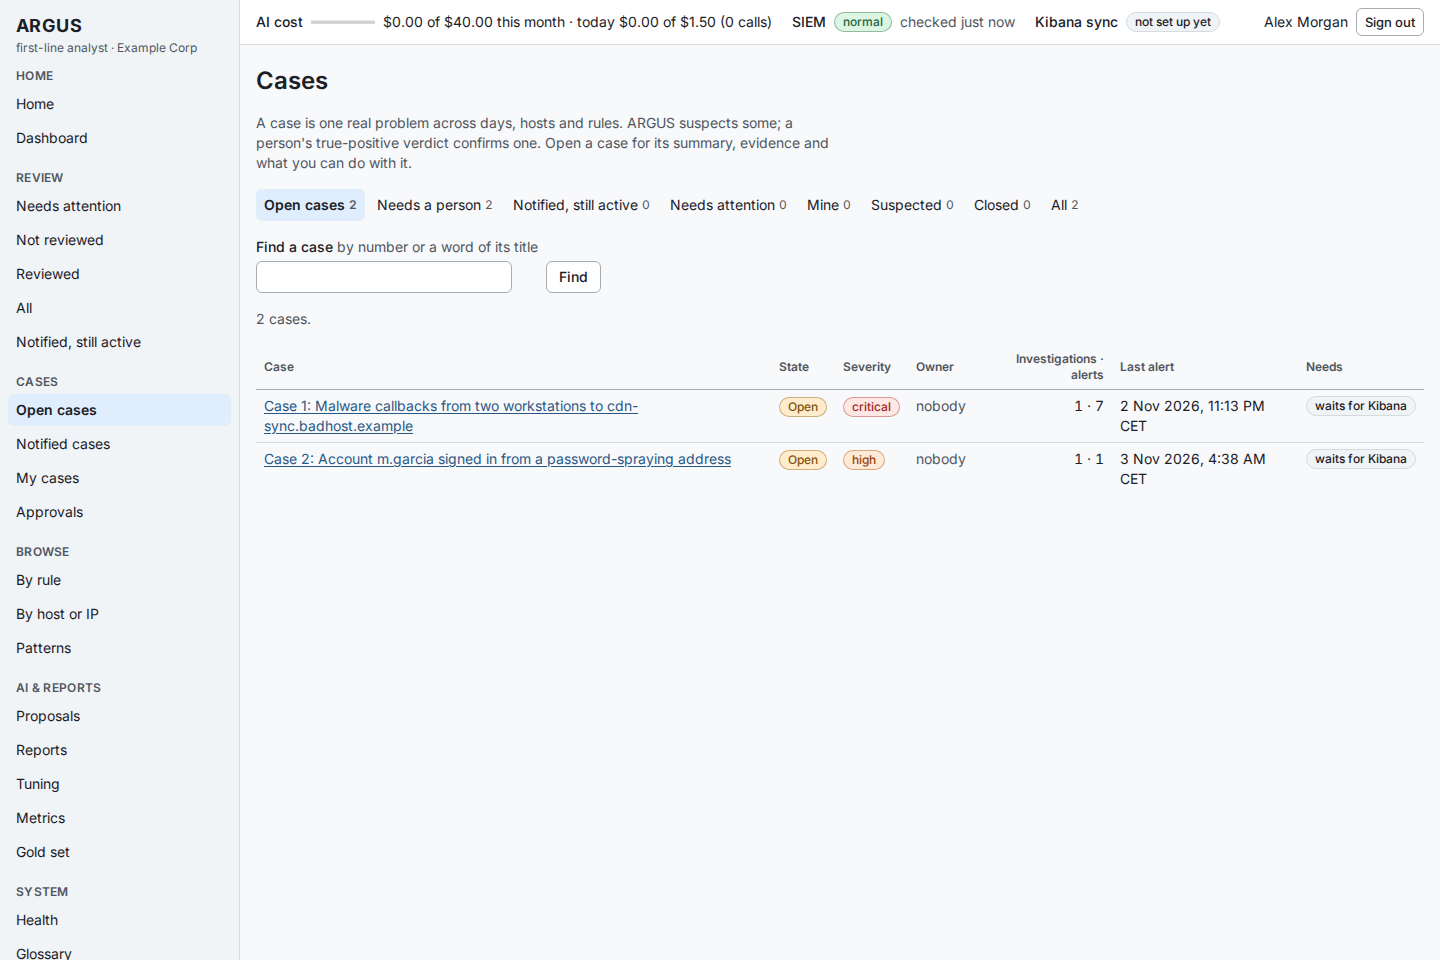 ARGUS
first-line analyst · Example Corp
HOME
Home
Dashboard
REVIEW
Needs attention
Not reviewed
Reviewed
All
Notified, still active
CASES
Open cases
Notified cases
My cases
Approvals
BROWSE
By rule
By host or IP
Patterns
AI & REPORTS
Proposals
Reports
Tuning
Metrics
Gold set
SYSTEM
Health
Glossary
AI cost $0.00 of $40.00 this month · today $0.00 of $1.50 (0 calls) SIEM normal checked just now Kibana sync not set up yet Alex Morgan Sign out
Cases
A case is one real problem across days, hosts and rules. ARGUS suspects some; a
person's true-positive verdict confirms one. Open a case for its summary, evidence and
what you can do with it.
Open cases 2 Needs a person 2 Notified, still active 0 Needs attention 0 Mine 0 Suspected 0 Closed 0 All 2
Find a case by number or a word of its title
Find
2 cases.
Case State Severity Owner Investigations · alerts Last alert Needs
Case 1: Malware callbacks from two workstations to cdn- Open critical nobody 1 · 7 2 Nov 2026, 11:13 PM waits for Kibana
sync.badhost.example CET
Case 2: Account m.garcia signed in from a password-spraying address Open high nobody 1 · 1 3 Nov 2026, 4:38 AM waits for Kibana
CET